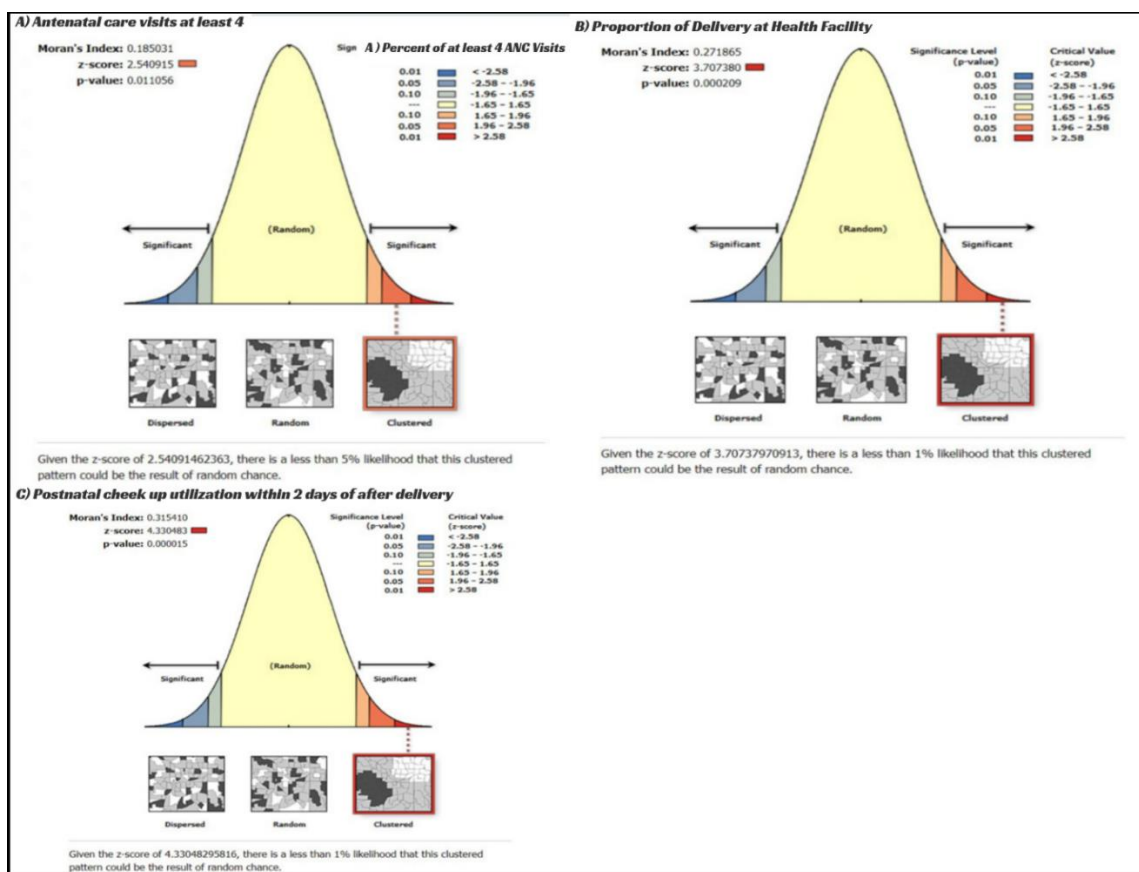 A) Antenatal care visits at least 4
Moran's Index: 0.185031
z-score: 2.540915
p-value: 0.011056
Sign
A ) Percent of at least 4 ANC Visits
0.01 < -2.58
0.05 -2.58 - -1.96
0.10 -1.96 - -1.65
--- -1.65 - 1.65
0.10 1.65 - 1.96
0.05 1.96 - 2.58
0.01 > 2.58
Significant
(Random)
Significant
Dispersed
Random
Clustered
Given the z-score of 2.54091462363, there is a less than 5% likelihood that this clustered
pattern could be the result of random chance.
B) Proportion of Delivery at Health Facility
Moran's Index: 0.271865
z-score: 3.707380
p-value: 0.000209
Significance Level Critical Value
(p-value) (z-score)
0.01 < -2.58
0.05 -2.58 - -1.96
0.10 -1.96 - -1.65
--- -1.65 - 1.65
0.10 1.65 - 1.96
0.05 1.96 - 2.58
0.01 > 2.58
Significant
(Random)
Significant
Dispersed
Random
Clustered
Given the z-score of 3.70737970913, there is a less than 1% likelihood that this clustered
pattern could be the result of random chance.
C) Postnatal cheek up utilization within 2 days of after delivery
Moran's Index: 0.315410
z-score: 4.330483
p-value: 0.000015
Significance Level Critical Value
(p-value) (z-score)
0.01 < -2.58
0.05 -2.58 - -1.96
0.10 -1.96 - -1.65
--- -1.65 - 1.65
0.10 1.65 - 1.96
0.05 1.96 - 2.58
0.01 > 2.58
Significant
(Random)
Significant
Dispersed
Random
Clustered
Given the z-score of 4.33048295816, there is a less than 1% likelihood that this clustered
pattern could be the result of random chance.